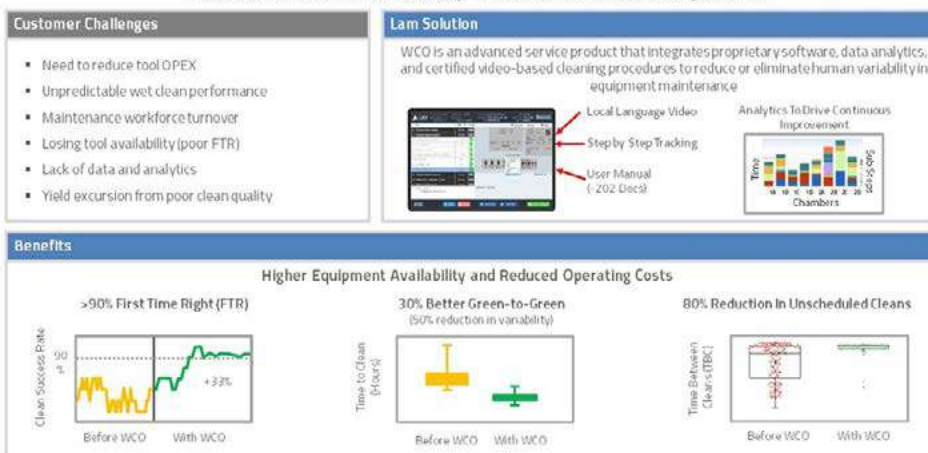 Customer Challenges
▪ Need to reduce tool OPEX
▪ Unpredictable wet clean performance
▪ Maintenance workforce turnover
▪ Losing tool availability (poor FTR)
▪ Lack of data and analytics
▪ Yield excursion from poor clean quality
Lam Solution
WCO is an advanced service product that integrates proprietary software, data analytics,
and certified video-based cleaning procedures to reduce or eliminate human variability in
equipment maintenance
Local Language Video
Step by Step Tracking
User Manual
(-202 Docs)
Analytics To Drive Continuous
Improvement
Time
Sub Steps
Chambers
Benefits
Higher Equipment Availability and Reduced Operating Costs
>90% First Time Right (FTR)
Clean Success Rate
90
+33%
Before WCO With WCO
30% Better Green-to-Green
(50% reduction in variability)
Time to Clean
(Hours)
Before WCO With WCO
80% Reduction In Unscheduled Cleans
Time Between
Cleans (TBC)
Before WCO With WCO